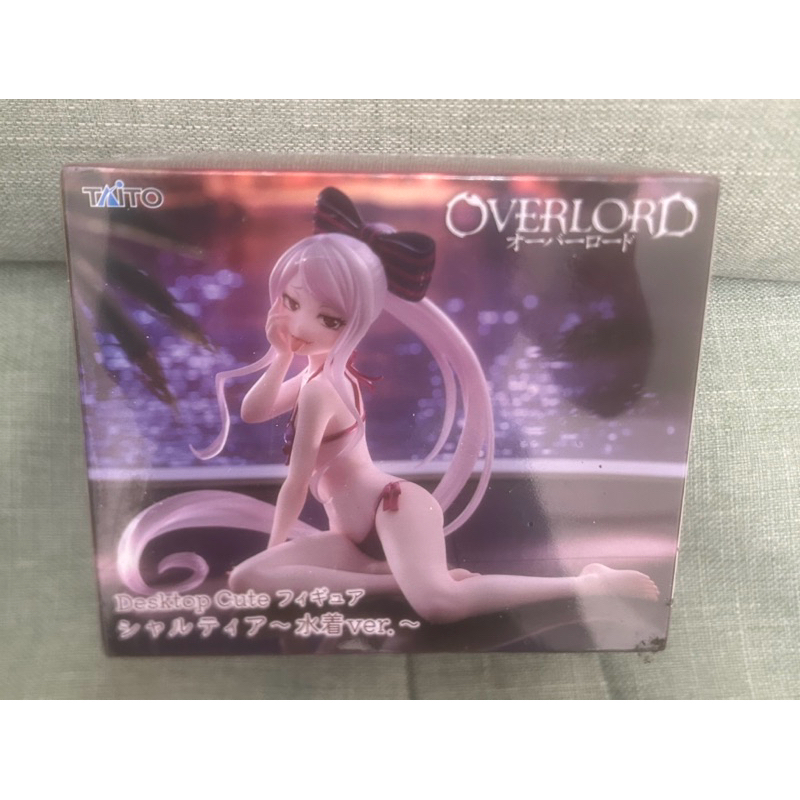 TAITO
OVERLORD
オーバーロード
Desktop Cute フィギュア
シャルティア～水着ver.～